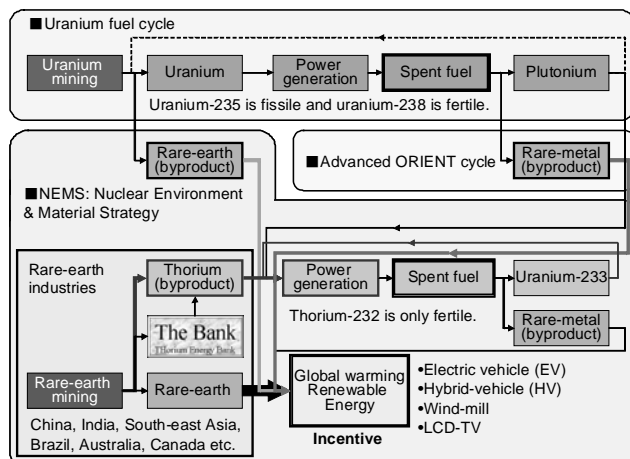 ■Uranium fuel cycle
Uranium
mining
Uranium
Power
generation
Spent fuel
Plutonium
Uranium-235 is fissile and uranium-238 is fertile.
Rare-earth
(byproduct)
■Advanced ORIENT cycle
Rare-metal
(byproduct)
■NEMS: Nuclear Environment
& Material Strategy
Rare-earth
industries
Thorium
(byproduct)
Power
generation
Spent fuel
Uranium-233
Thorium-232 is only fertile.
The Bank
THorium Energy Bank
Rare-metal
(byproduct)
Rare-earth
mining
Rare-earth
Global warming
Renewable
Energy
Incentive
•Electric vehicle (EV)
•Hybrid-vehicle (HV)
•Wind-mill
•LCD-TV
China, India, South-east Asia,
Brazil, Australia, Canada etc.